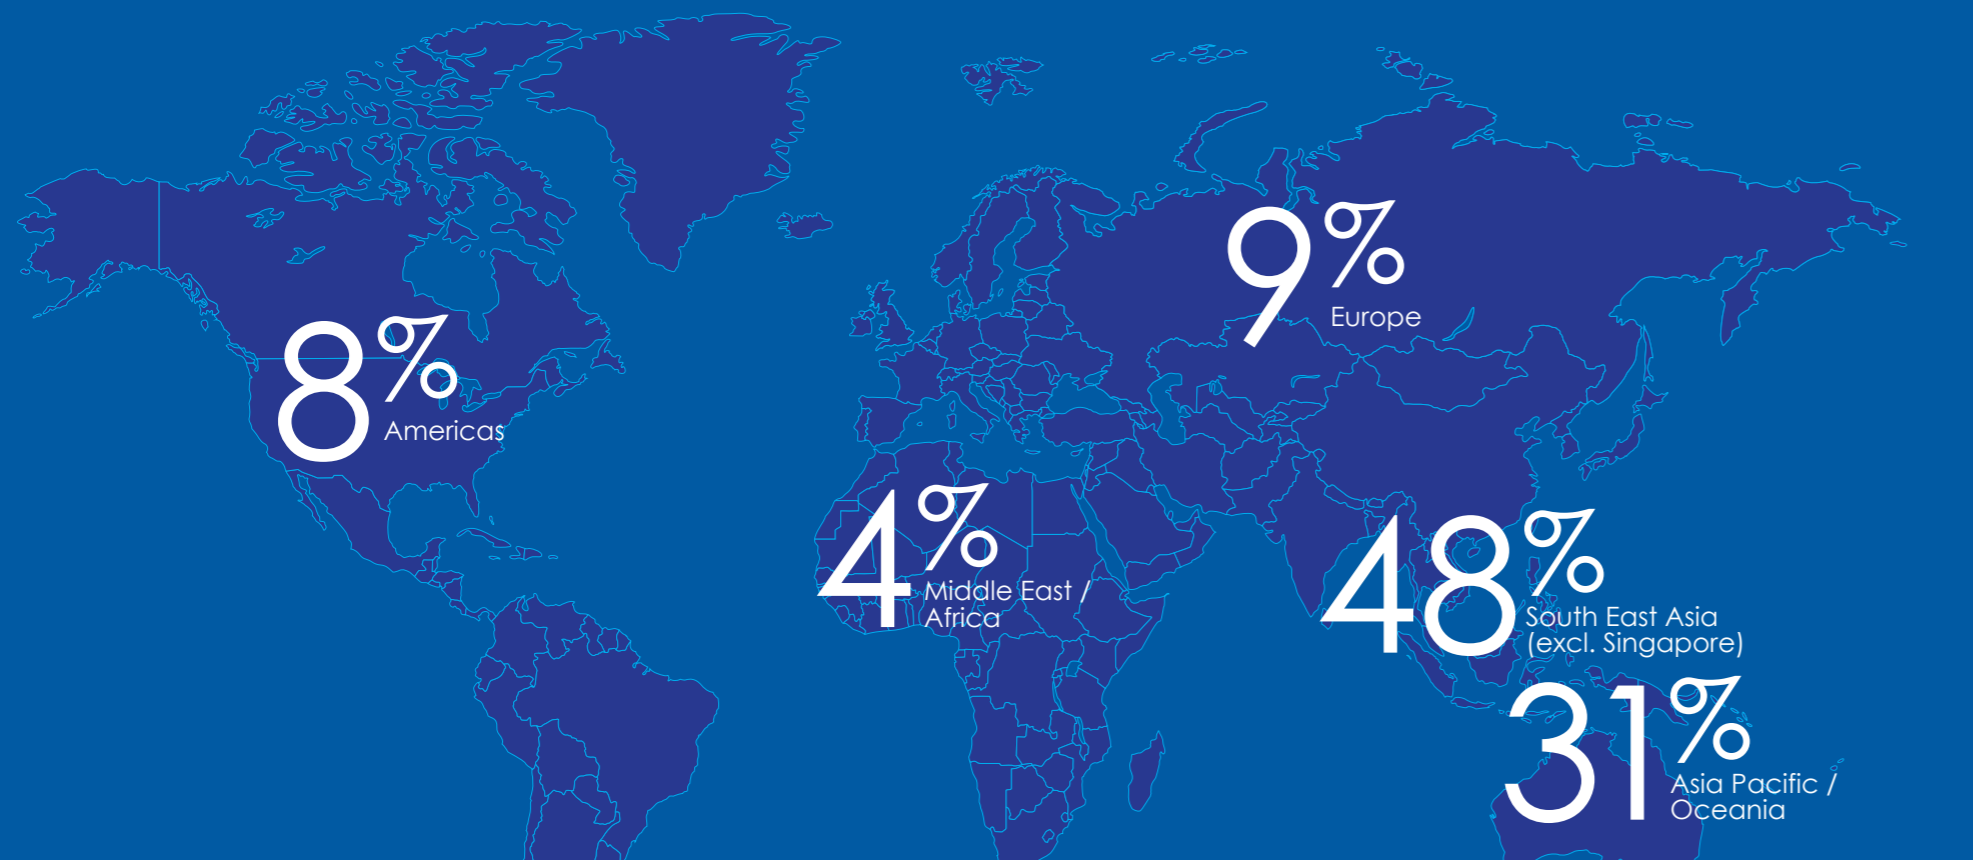 9%
Europe
8%
Americas
4%
Middle East /
Africa
48%
South East Asia
(excl. Singapore)
31%
Asia Pacific /
Oceania